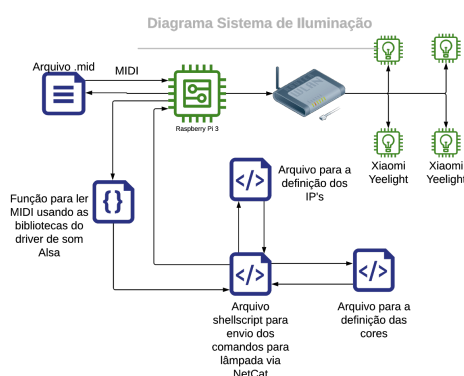 Diagrama Sistema de Iluminação
Arquivo .mid
MIDI
Raspberry Pi 3
Xiaomi
Yeelight
Xiaomi
Yeelight
Arquivo para a
definição dos
IP's
Função para ler
MIDI usando as
bibliotecas do
driver de som
Alsa
Arquivo
shellscript para
envio dos
comandos para
lâmpada via
NetCat
Arquivo para a
definição das
cores